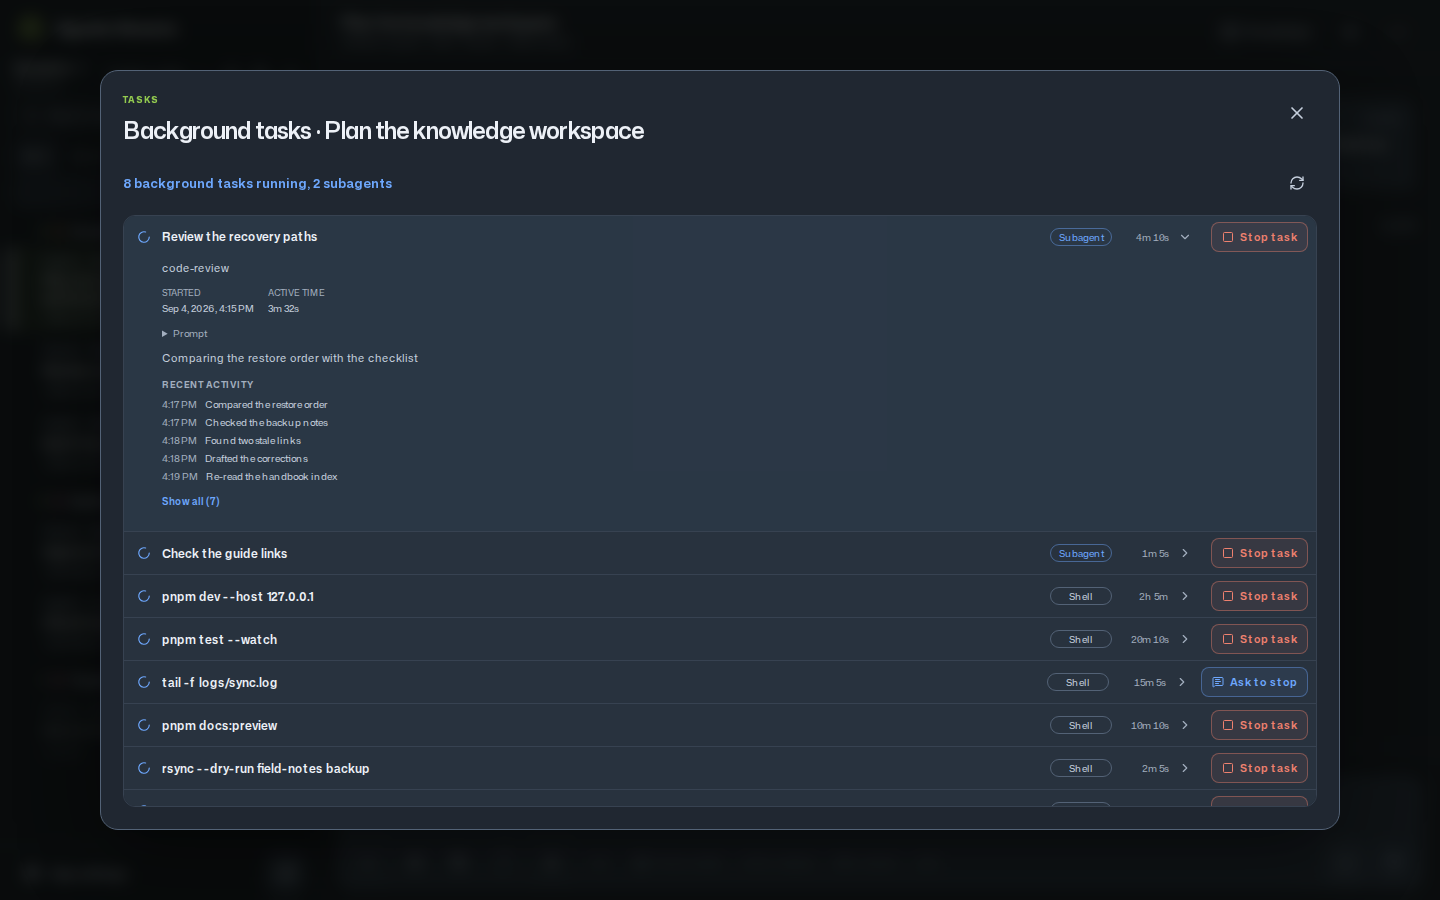 TASKS
Background tasks · Plan the knowledge workspace
8 background tasks running, 2 subagents
Review the recovery paths Subagent 4m 10s Stop task
code-review
STARTED ACTIVE TIME
Sep 4, 2026, 4:15 PM 3m 32s
Prompt
Comparing the restore order with the checklist
RECENT ACTIVITY
4:17 PM Compared the restore order
4:17 PM Checked the backup notes
4:18 PM Found two stale links
4:18 PM Drafted the corrections
4:19 PM Re-read the handbook index
Show all (7)
Check the guide links Subagent 1m 5s Stop task
pnpm dev --host 127.0.0.1 Shell 2h 5m Stop task
pnpm test --watch Shell 20m 10s Stop task
tail -f logs/sync.log Shell 15m 5s Ask to stop
pnpm docs:preview Shell 10m 10s Stop task
rsync --dry-run field-notes backup Shell 2m 5s Stop task